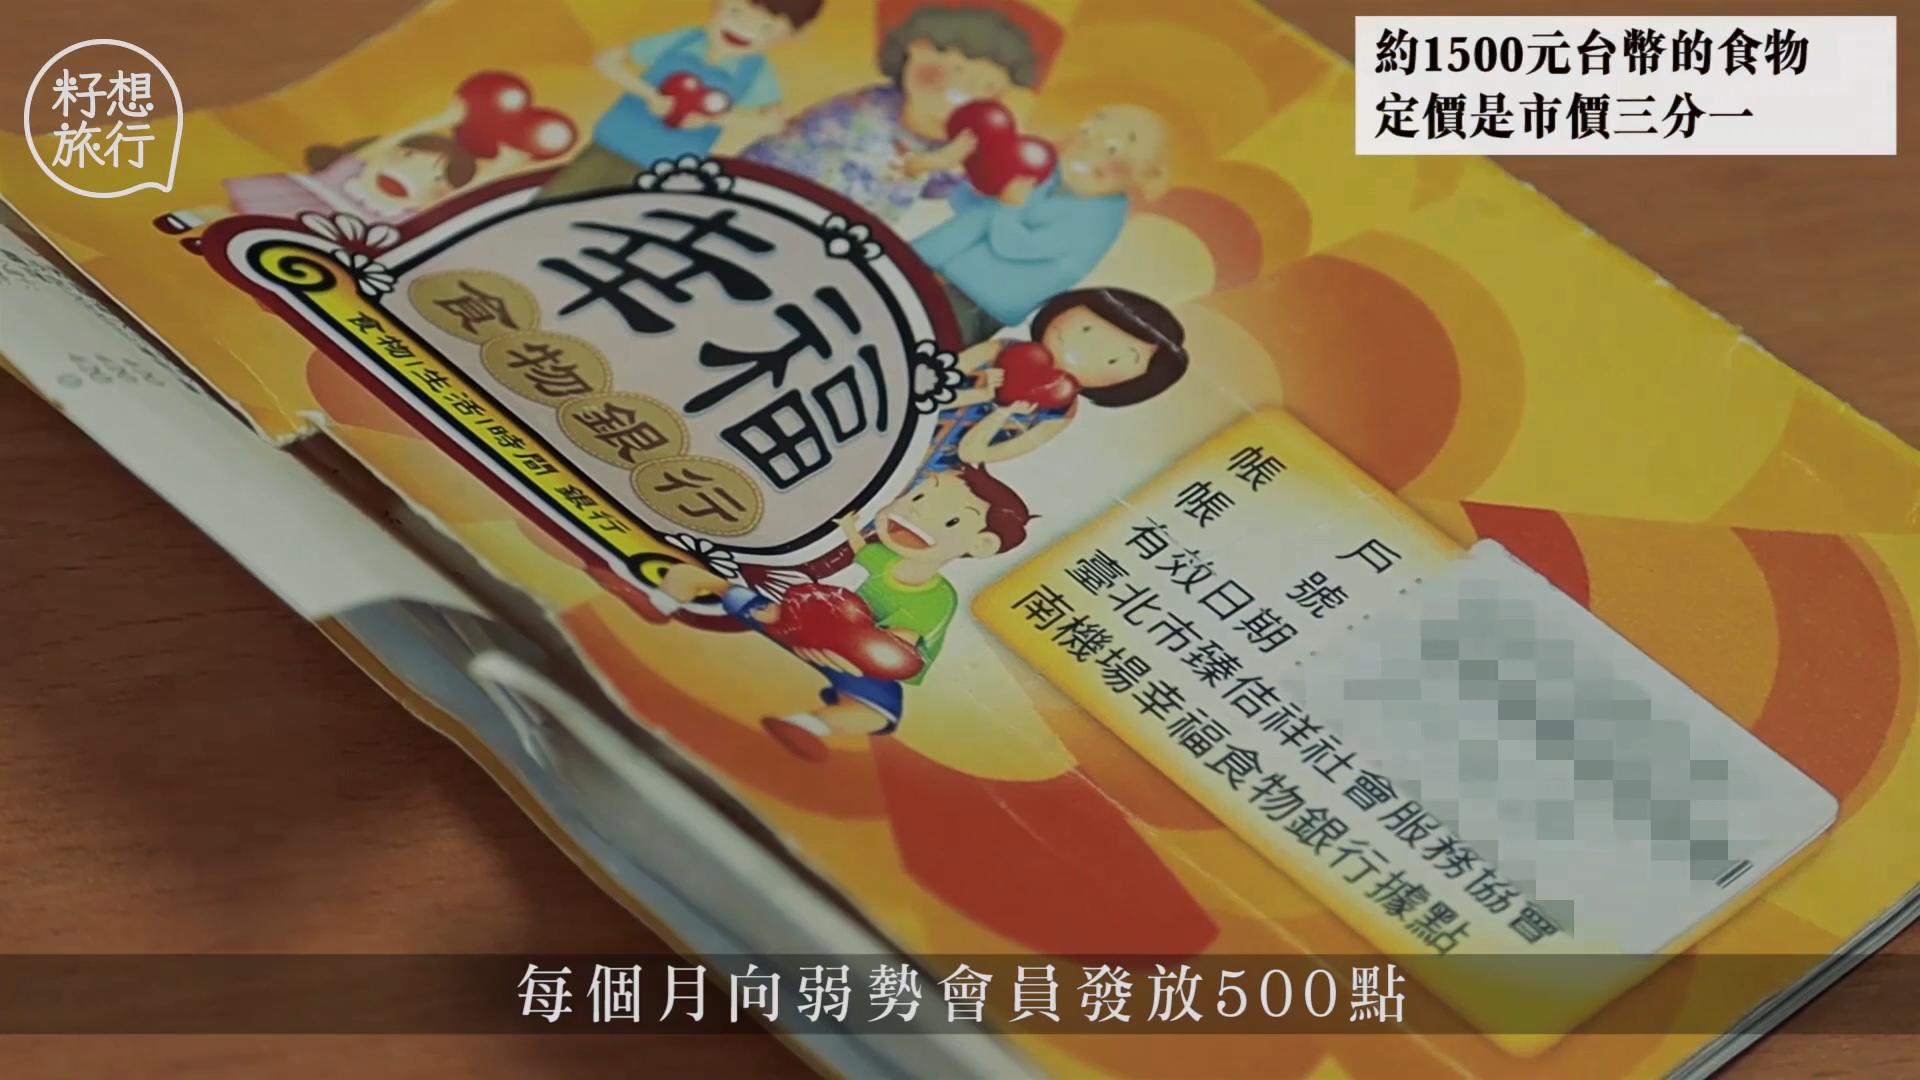 籽想
旅行
約1500元台幣的食物
定價是市價三分一
幸福
食物銀行
食物/生活/時間 銀行
帳戶：
帳號：
有效日期：
臺北市臻佶祥社會服務協會
南機場幸福食物銀行據點
每個月向弱勢會員發放500點